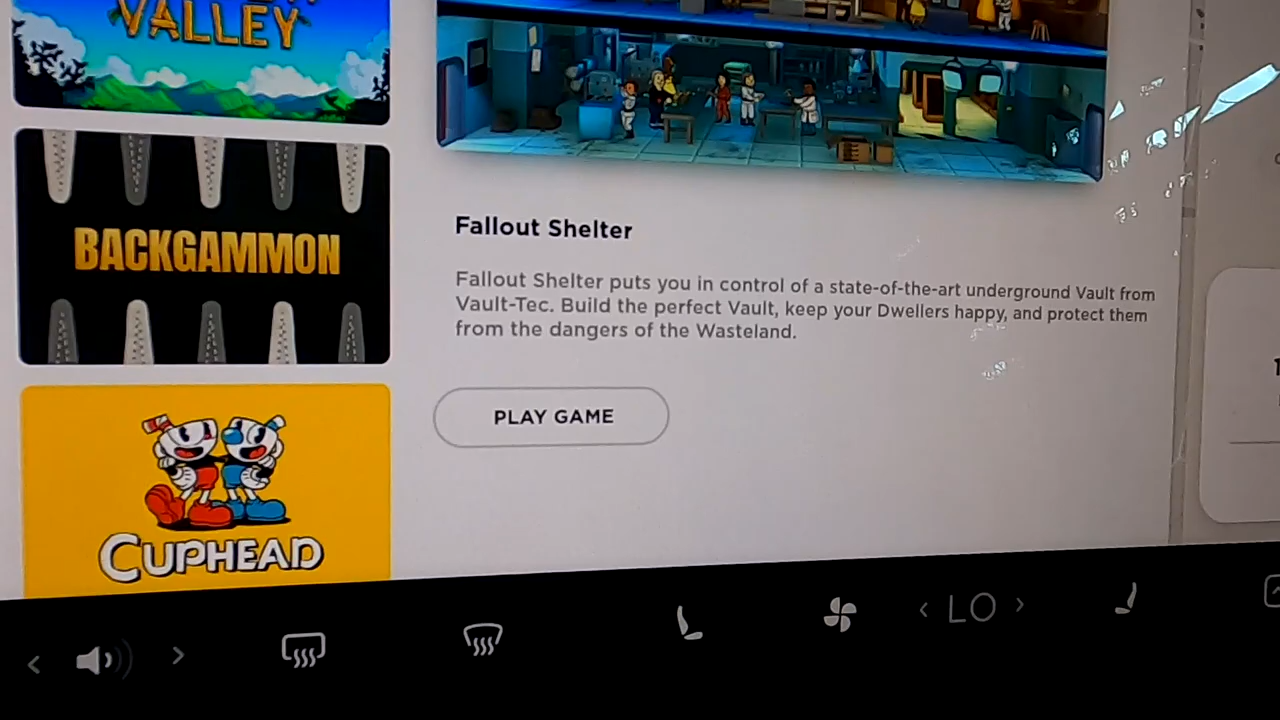 VALLEY
BACKGAMMON
CUPHEAD
Fallout Shelter
Fallout Shelter puts you in control of a state-of-the-art underground Vault from
Vault-Tec. Build the perfect Vault, keep your Dwellers happy, and protect them
from the dangers of the Wasteland.
PLAY GAME
LO